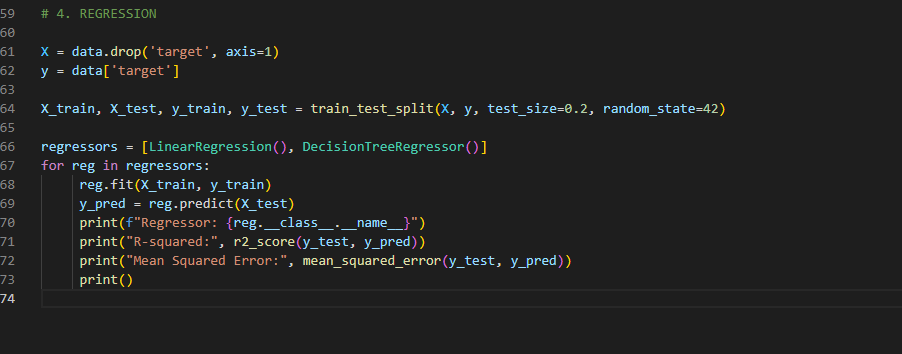 59 # 4. REGRESSION
60
61 X = data.drop('target', axis=1)
62 y = data['target']
63
64 X_train, X_test, y_train, y_test = train_test_split(X, y, test_size=0.2, random_state=42)
65
66 regressors = [LinearRegression(), DecisionTreeRegressor()]
67 for reg in regressors:
68     reg.fit(X_train, y_train)
69     y_pred = reg.predict(X_test)
70     print(f"Regressor: {reg.__class__.__name__}")
71     print("R-squared:", r2_score(y_test, y_pred))
72     print("Mean Squared Error:", mean_squared_error(y_test, y_pred))
73     print()
74